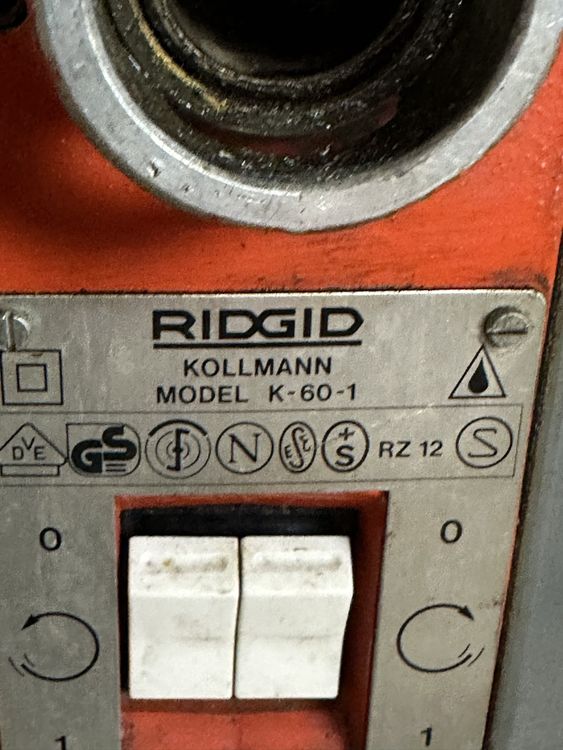 RIDGID
KOLLMANN
MODEL K-60-1
DVE GS N +S RZ 12 S
0 0
1 1